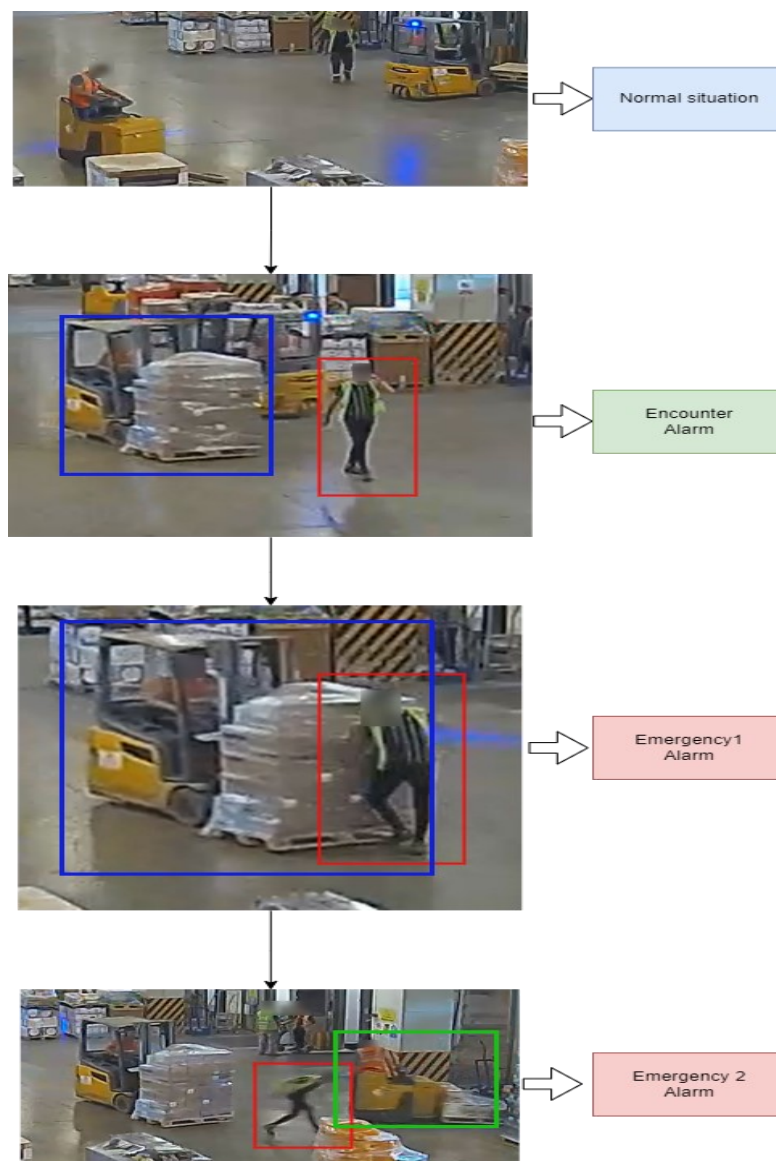 Normal situation
Encounter
Alarm
Emergency1
Alarm
Emergency 2
Alarm